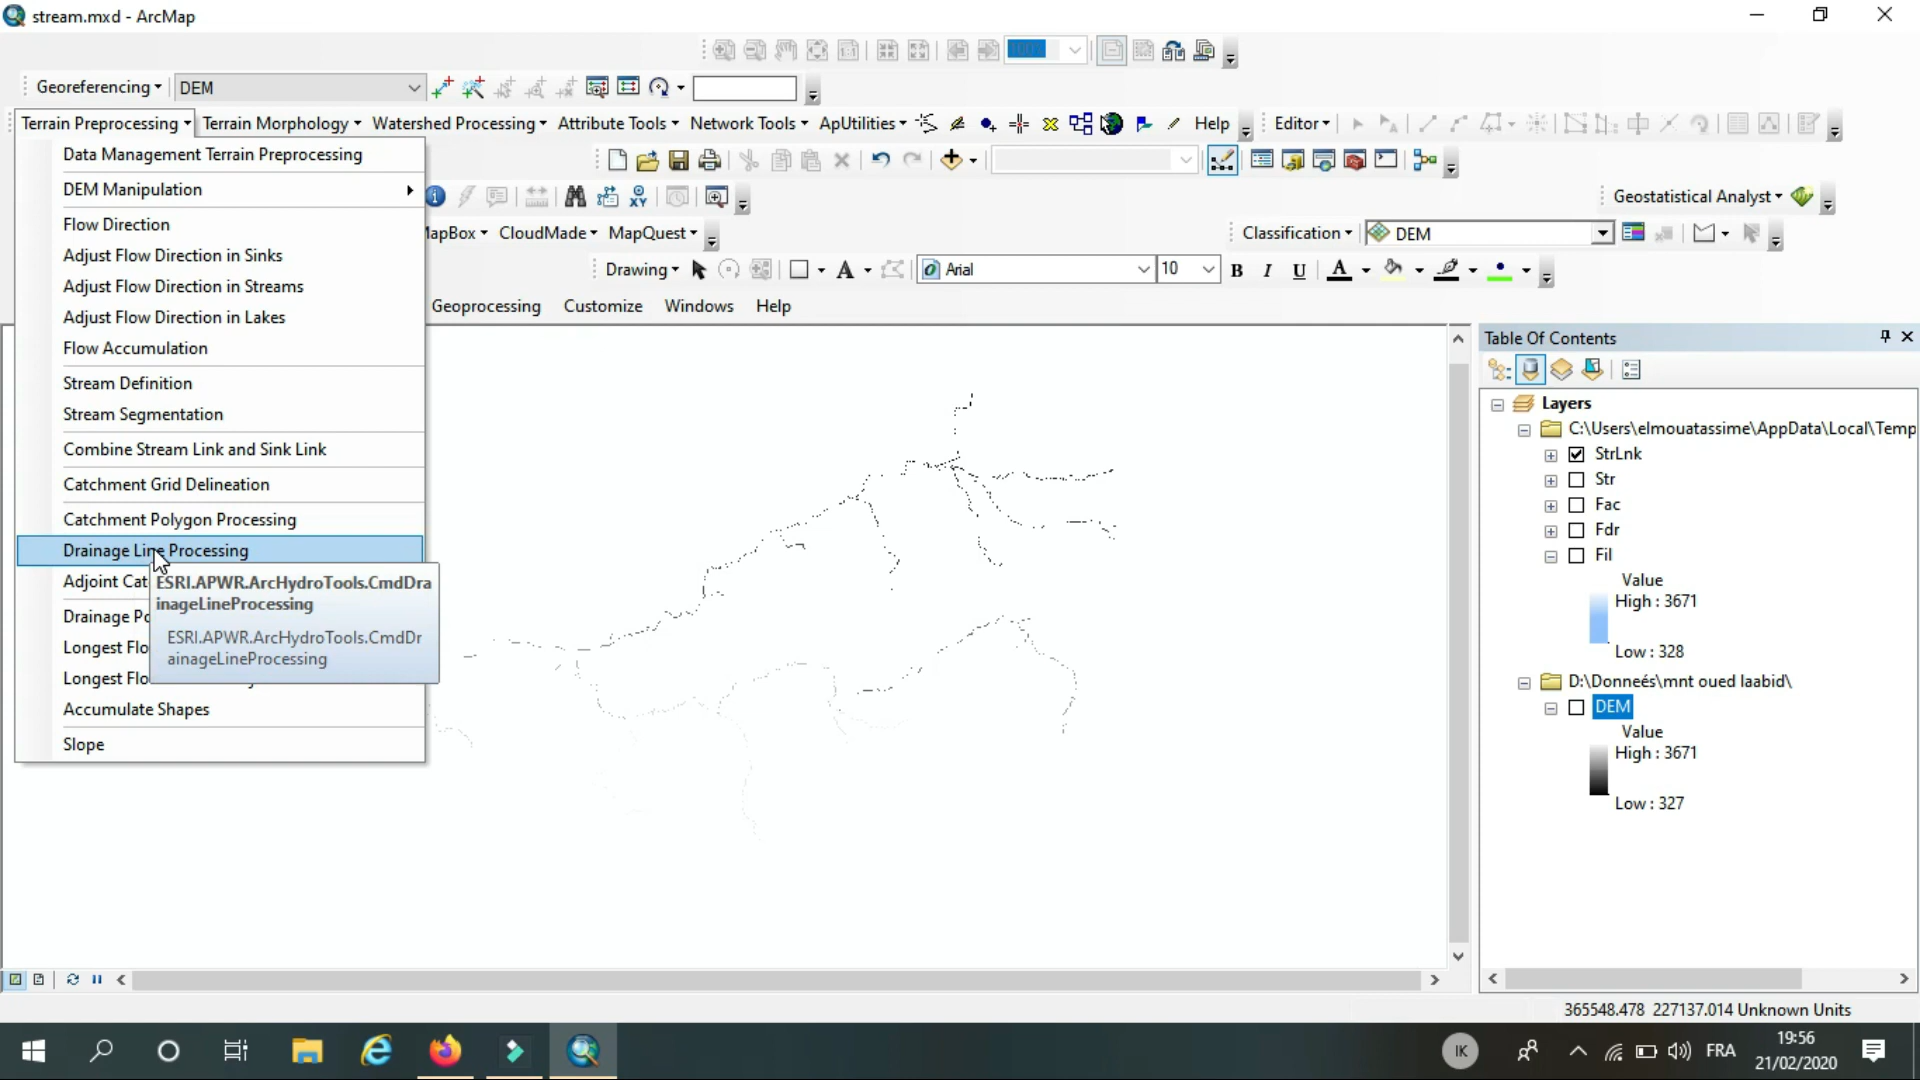 stream.mxd - ArcMap
100%
Georeferencing DEM
Terrain Preprocessing Terrain Morphology Watershed Processing Attribute Tools Network Tools ApUtilities Help Editor
Data Management Terrain Preprocessing
DEM Manipulation
Flow Direction
Adjust Flow Direction in Sinks
Adjust Flow Direction in Streams
Adjust Flow Direction in Lakes
Flow Accumulation
Stream Definition
Stream Segmentation
Combine Stream Link and Sink Link
Catchment Grid Delineation
Catchment Polygon Processing
Drainage Line Processing
Adjoint Cat
Drainage Po
Longest Flo
Longest Flo
Accumulate Shapes
Slope
ESRI.APWR.ArcHydroTools.CmdDra
inageLineProcessing
ESRI.APWR.ArcHydroTools.CmdDr
ainageLineProcessing
XY
Geostatistical Analyst
MapBox CloudMade MapQuest
Classification DEM
Drawing A Arial 10 B I U A
Geoprocessing Customize Windows Help
Table Of Contents
Layers
C:\Users\elmouatassime\AppData\Local\Temp
StrLnk
Str
Fac
Fdr
Fil
Value
High : 3671
Low : 328
D:\Donneés\mnt oued laabid\
DEM
Value
High : 3671
Low : 327
365548.478 227137.014 Unknown Units
IK
FRA
19:56
21/02/2020